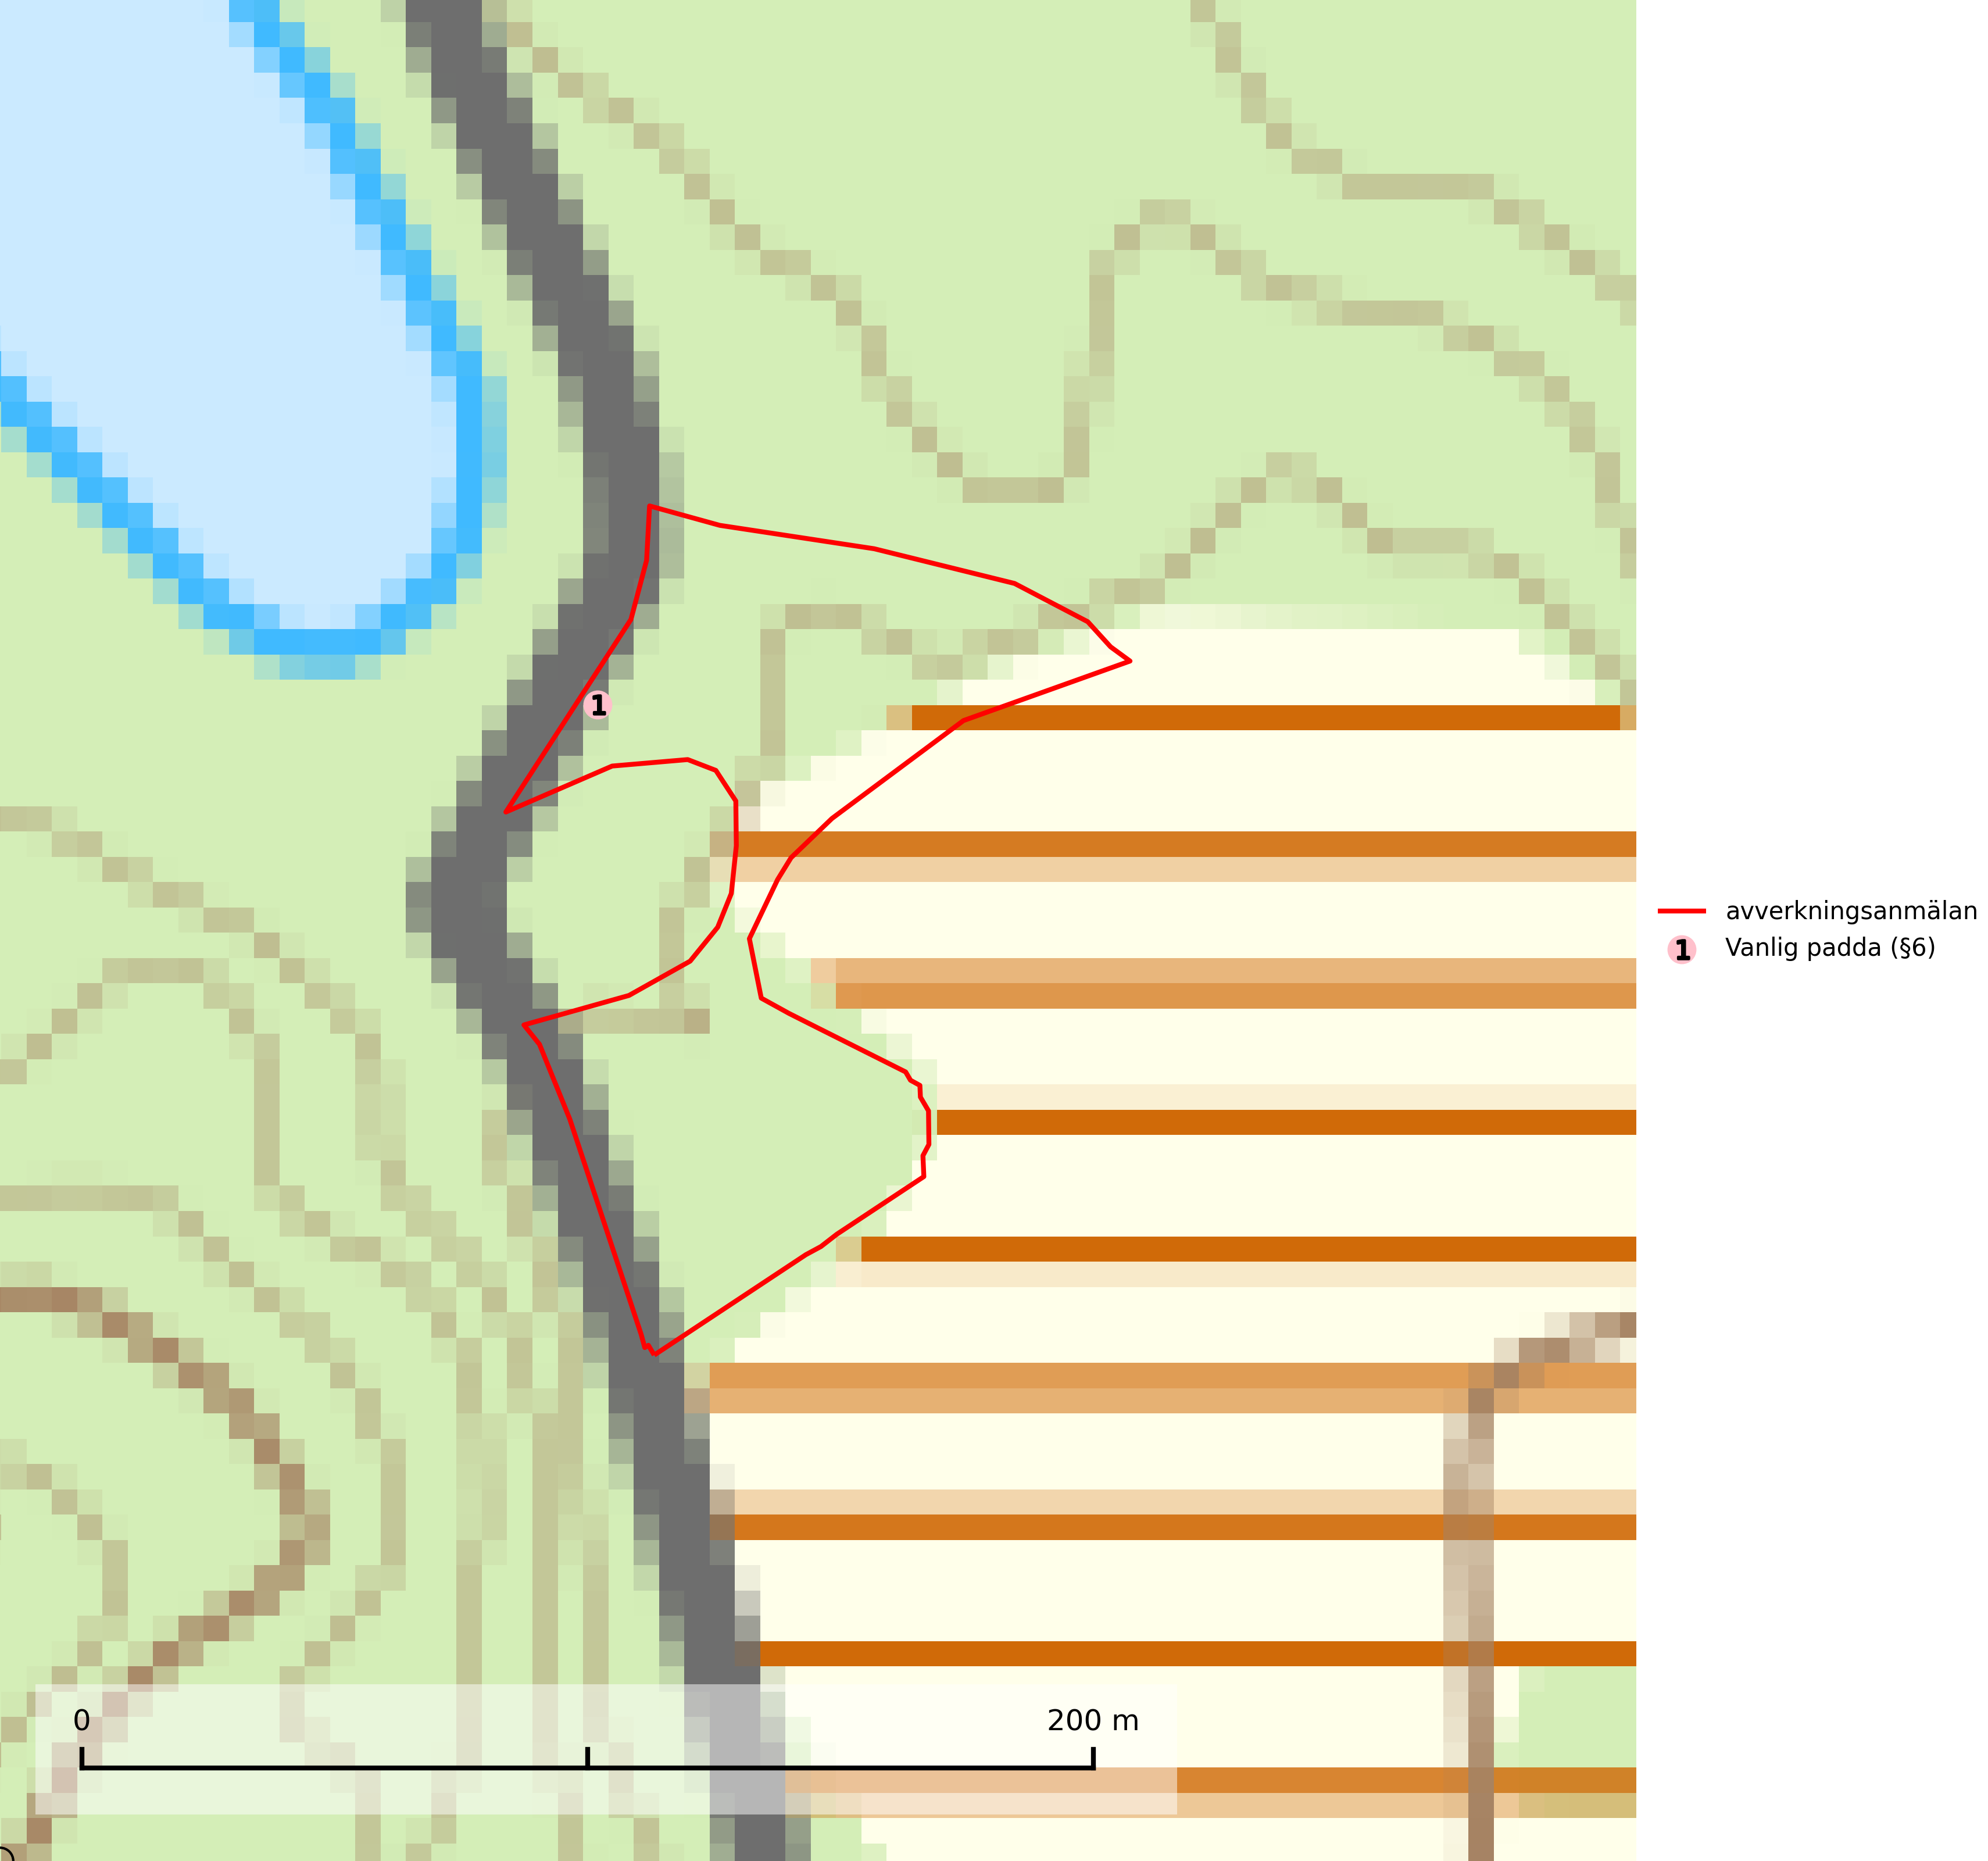 1
avverkningsanmälan
1 Vanlig padda (§6)
0 200 m